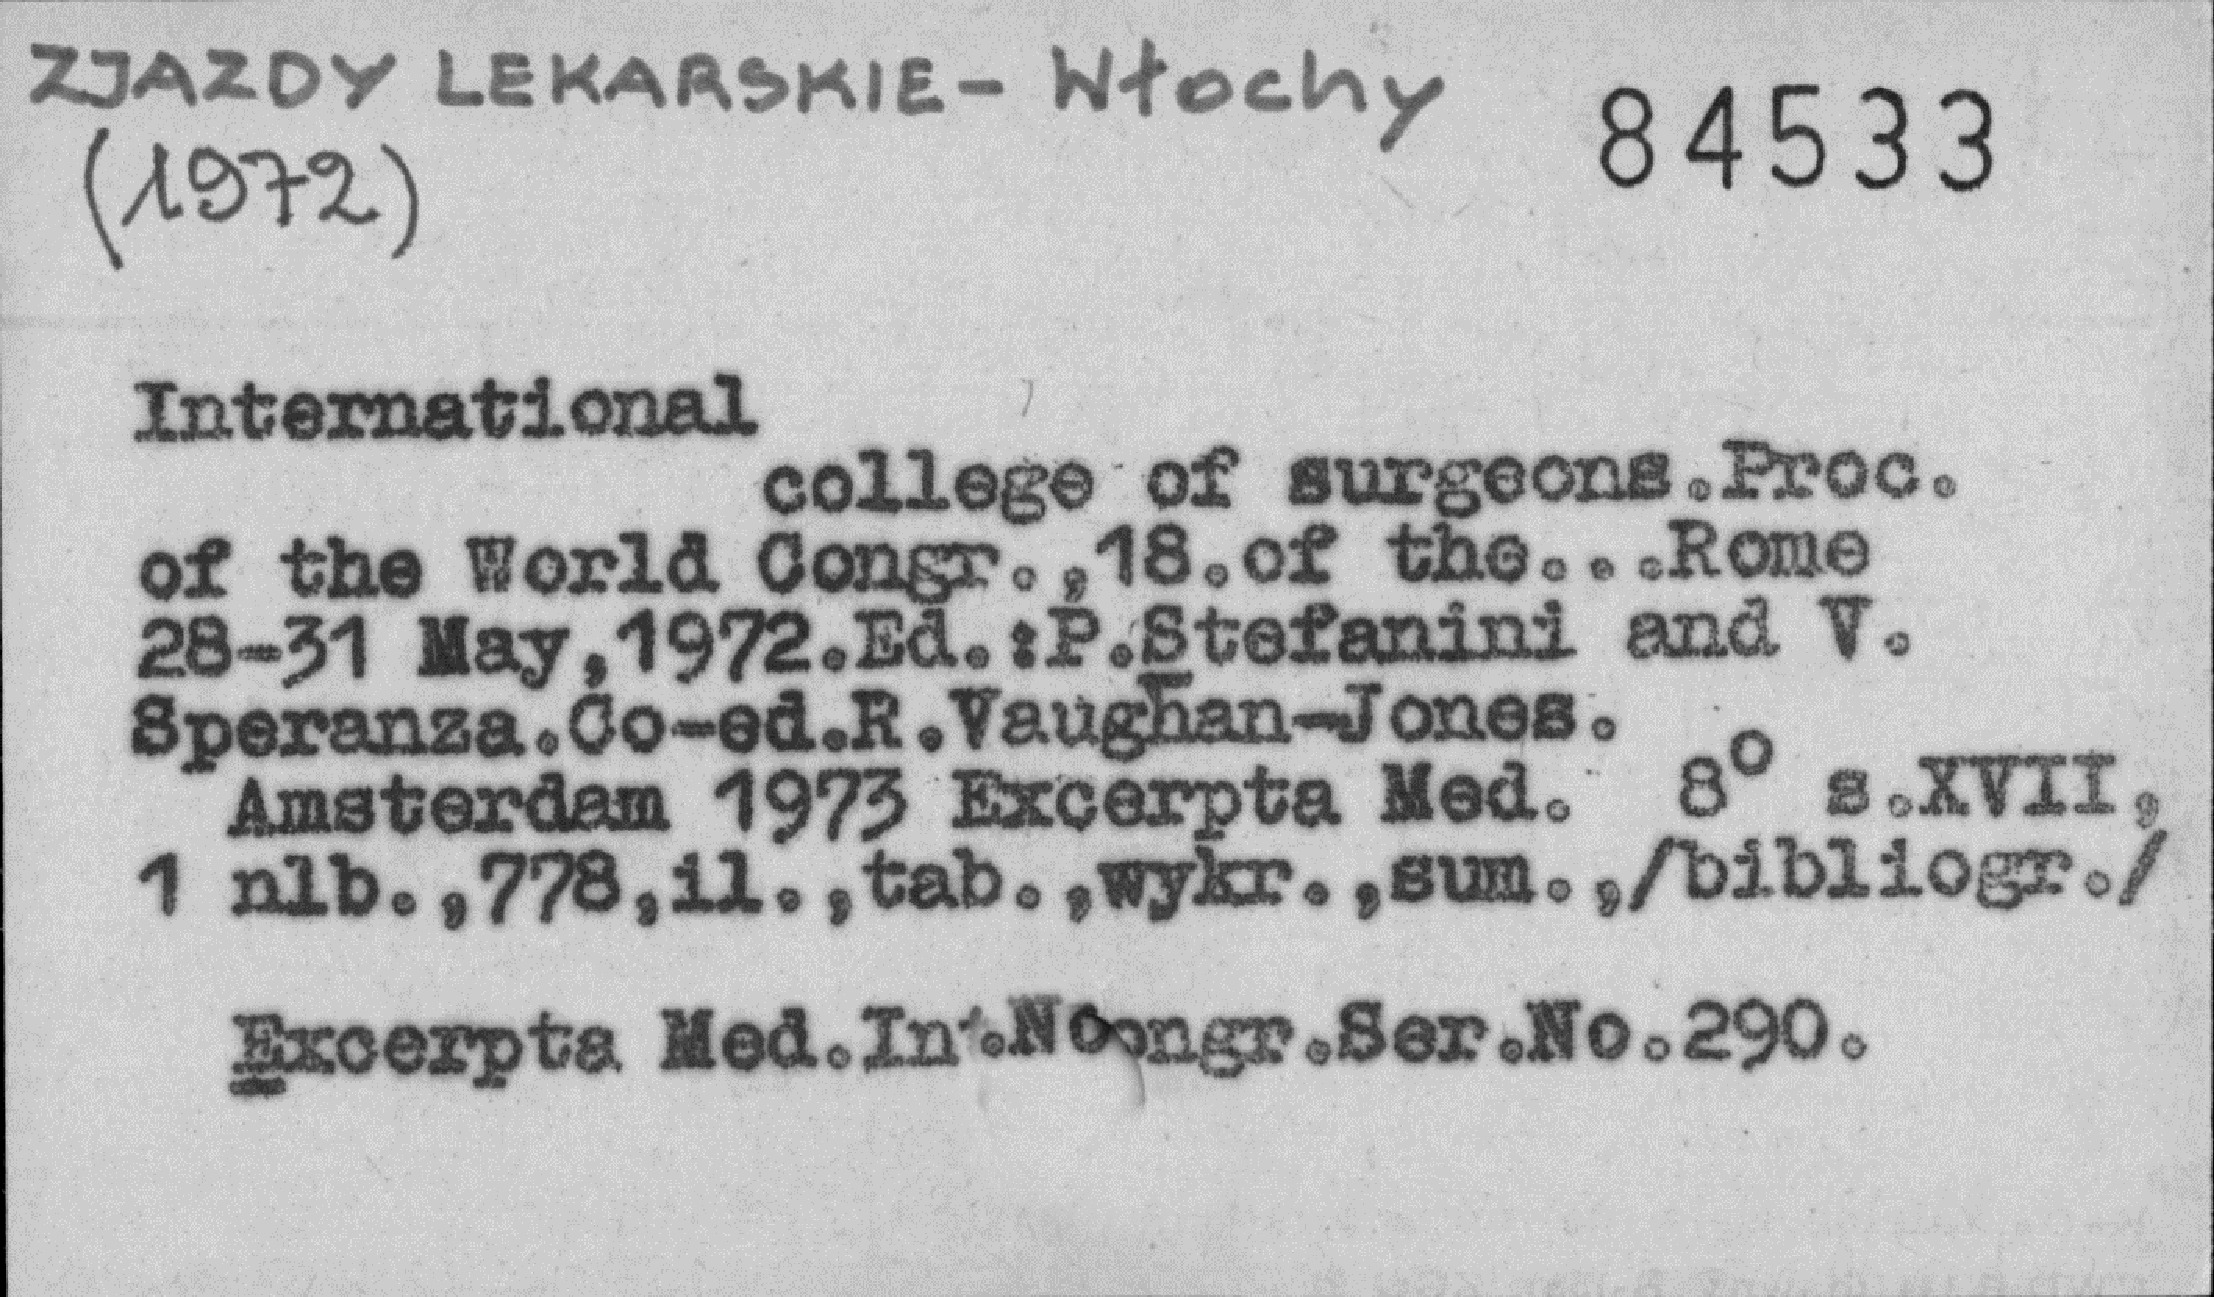 ZJAZDY LEKARSKIE - Włochy
(1972)
84533
International
college of surgeons.Proc.
of the World Congr.,18.of the...Rome
28-31 May,1972.Ed.:P.Stefanini and V.
Speranza.Co-ed.R.Vaughan-Jones.
Amsterdam 1973 Excerpta Med. 8° s.XVII,
1 nlb.,778,il.,tab.,wykr.,sum.,/bibliogr./
Excerpta Med. Ser.No.290.